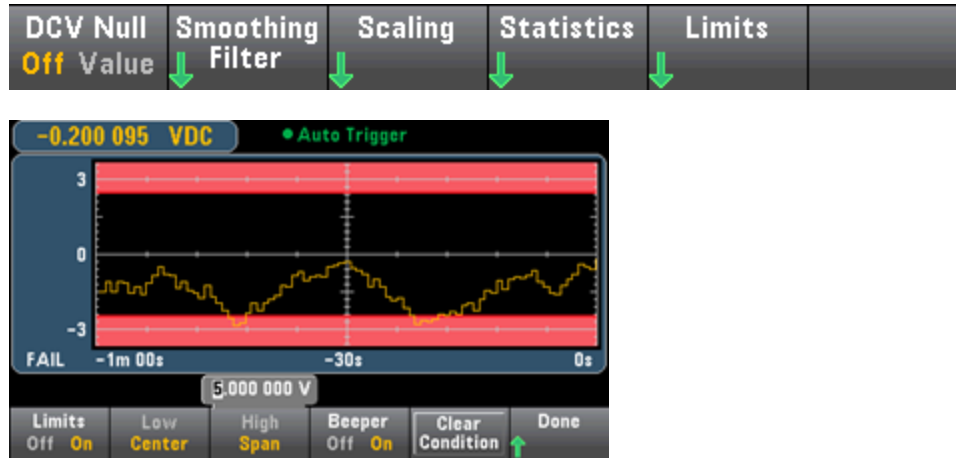 DCV Null Smoothing Scaling Statistics Limits
Off Value Filter
-0.200 095 VDC Auto Trigger
3
0
-3
FAIL -1m 00s -30s 0s
5.000 000 V
Limits Low High Beeper Clear Done
Off On Center Span Off On Condition